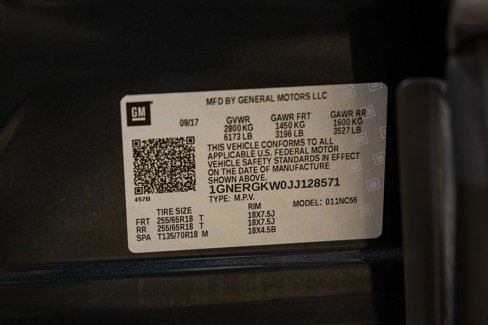 MFD BY GENERAL MOTORS LLC
GM
09/17 GVWR GAWR FRT GAWR RR
2800 KG 1450 KG 1600 KG
6173 LB 3196 LB 3527 LB
THIS VEHICLE CONFORMS TO ALL
APPLICABLE U.S. FEDERAL MOTOR
VEHICLE SAFETY STANDARDS IN EFFECT
ON THE DATE OF MANUFACTURE
SHOWN ABOVE.
1GNERGKW0JJ128571
TYPE: M.P.V. MODEL: 011NC56
457B
TIRE SIZE RIM
FRT 255/65R18 T 18X7.5J
RR 255/65R18 T 18X7.5J
SPA T135/70R18 M 18X4.5B